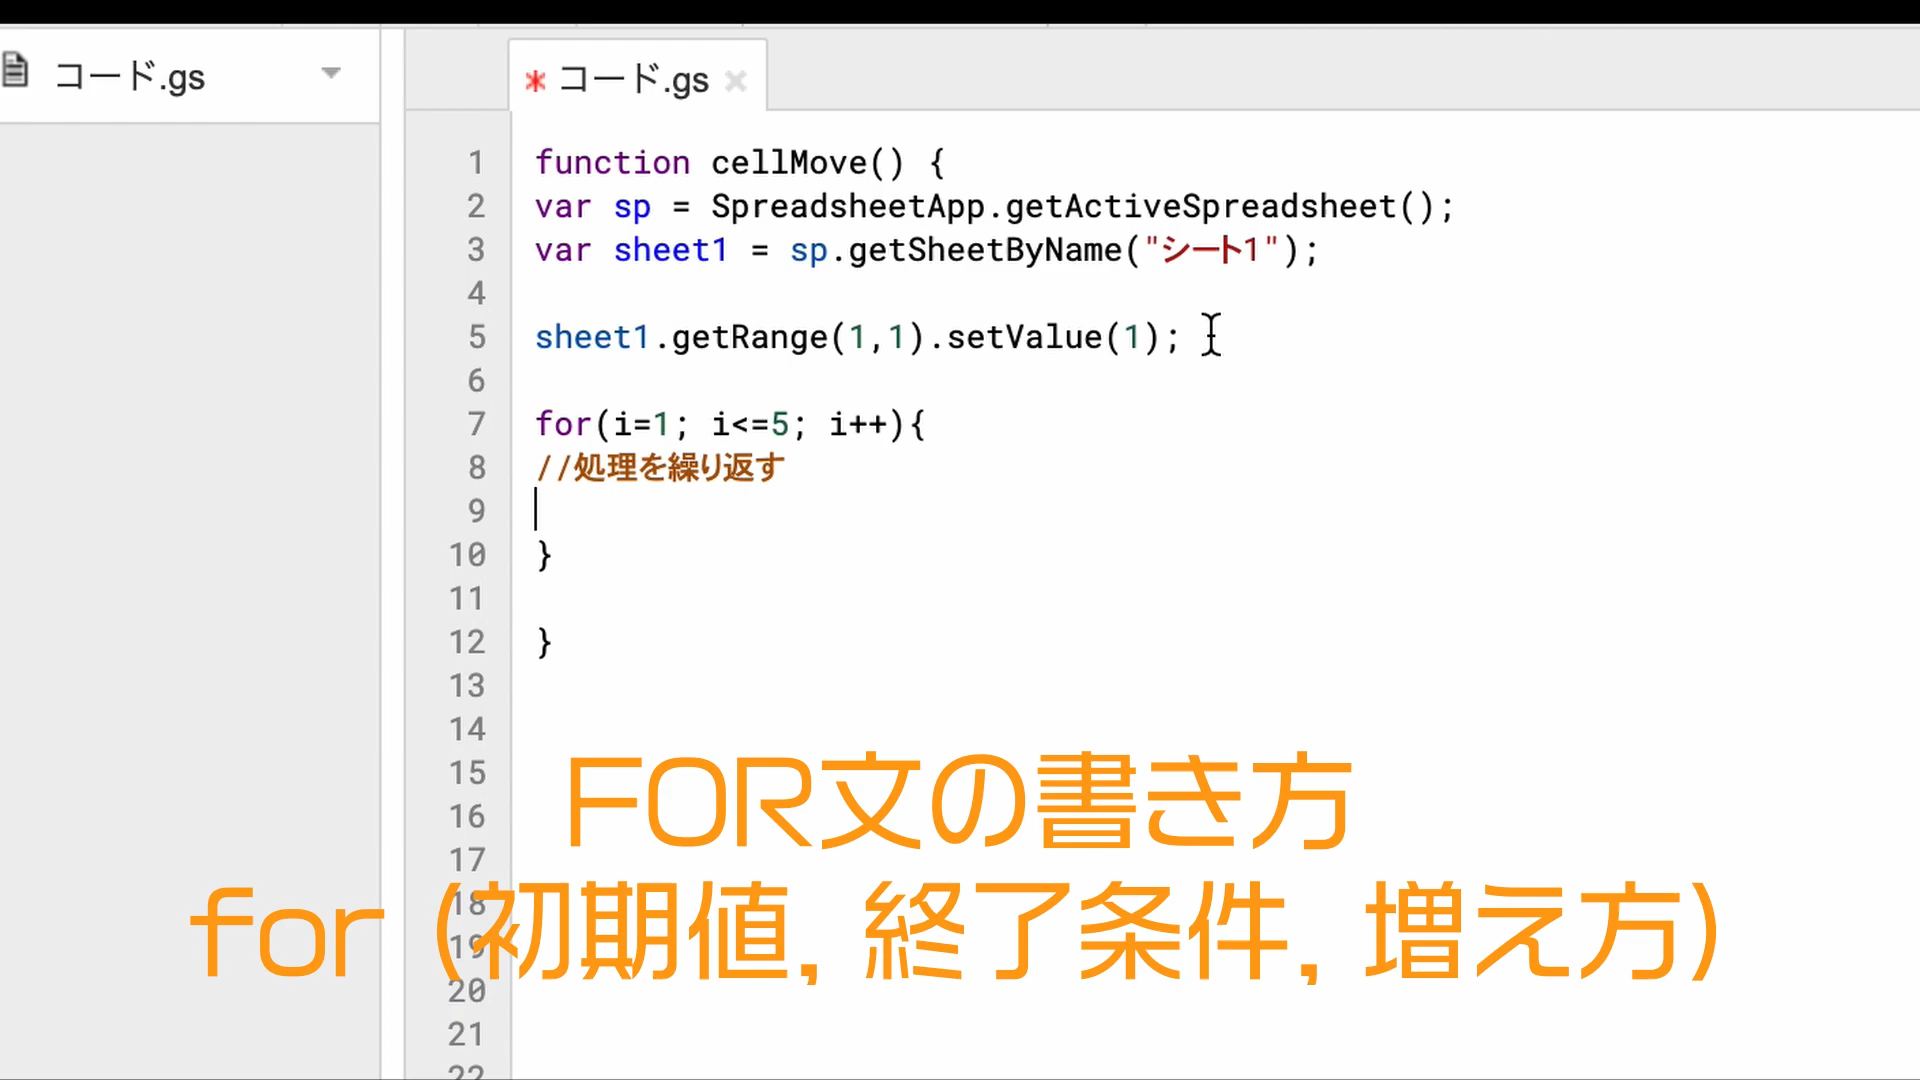 コード.gs
* コード.gs ×
1 function cellMove() {
2 var sp = SpreadsheetApp.getActiveSpreadsheet();
3 var sheet1 = sp.getSheetByName("シート1");
4
5 sheet1.getRange(1,1).setValue(1);
6
7 for(i=1; i<=5; i++){
8 //処理を繰り返す
9
10 }
11
12 }
13
14
15
16
17
18
19
20
21
22
FOR文の書き方
for (初期値, 終了条件, 増え方)